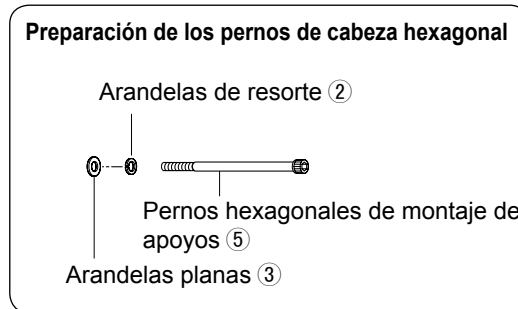 Preparación de los pernos de cabeza hexagonal
Arandelas de resorte ②
Pernos hexagonales de montaje de
apoyos ⑤
Arandelas planas ③